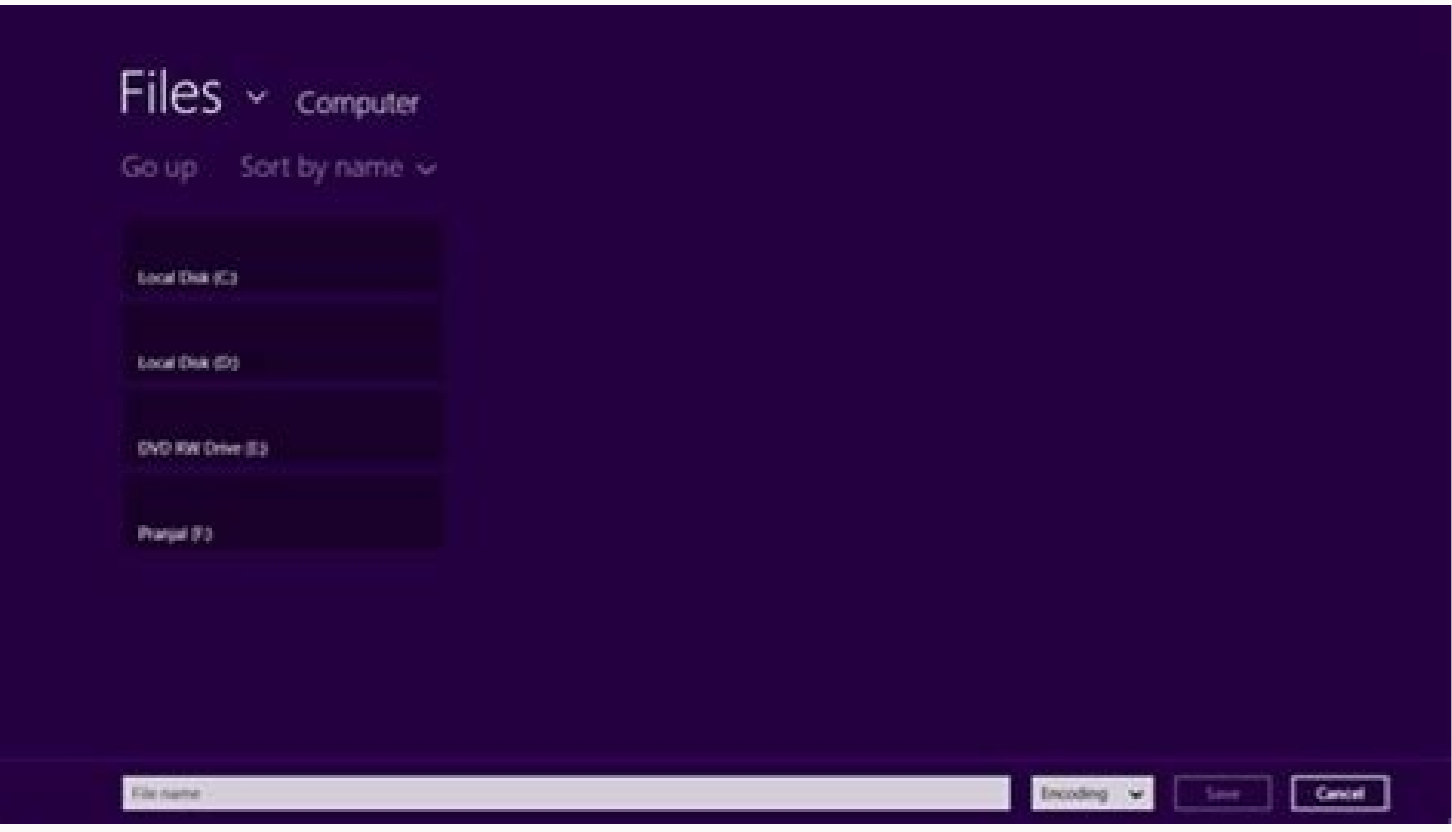 Files Computer
Go up Sort by name
Local Disk (C:)
Local Disk (D:)
DVD RW Drive (E:)
Pranjal (F:)
File name Encoding Save Cancel